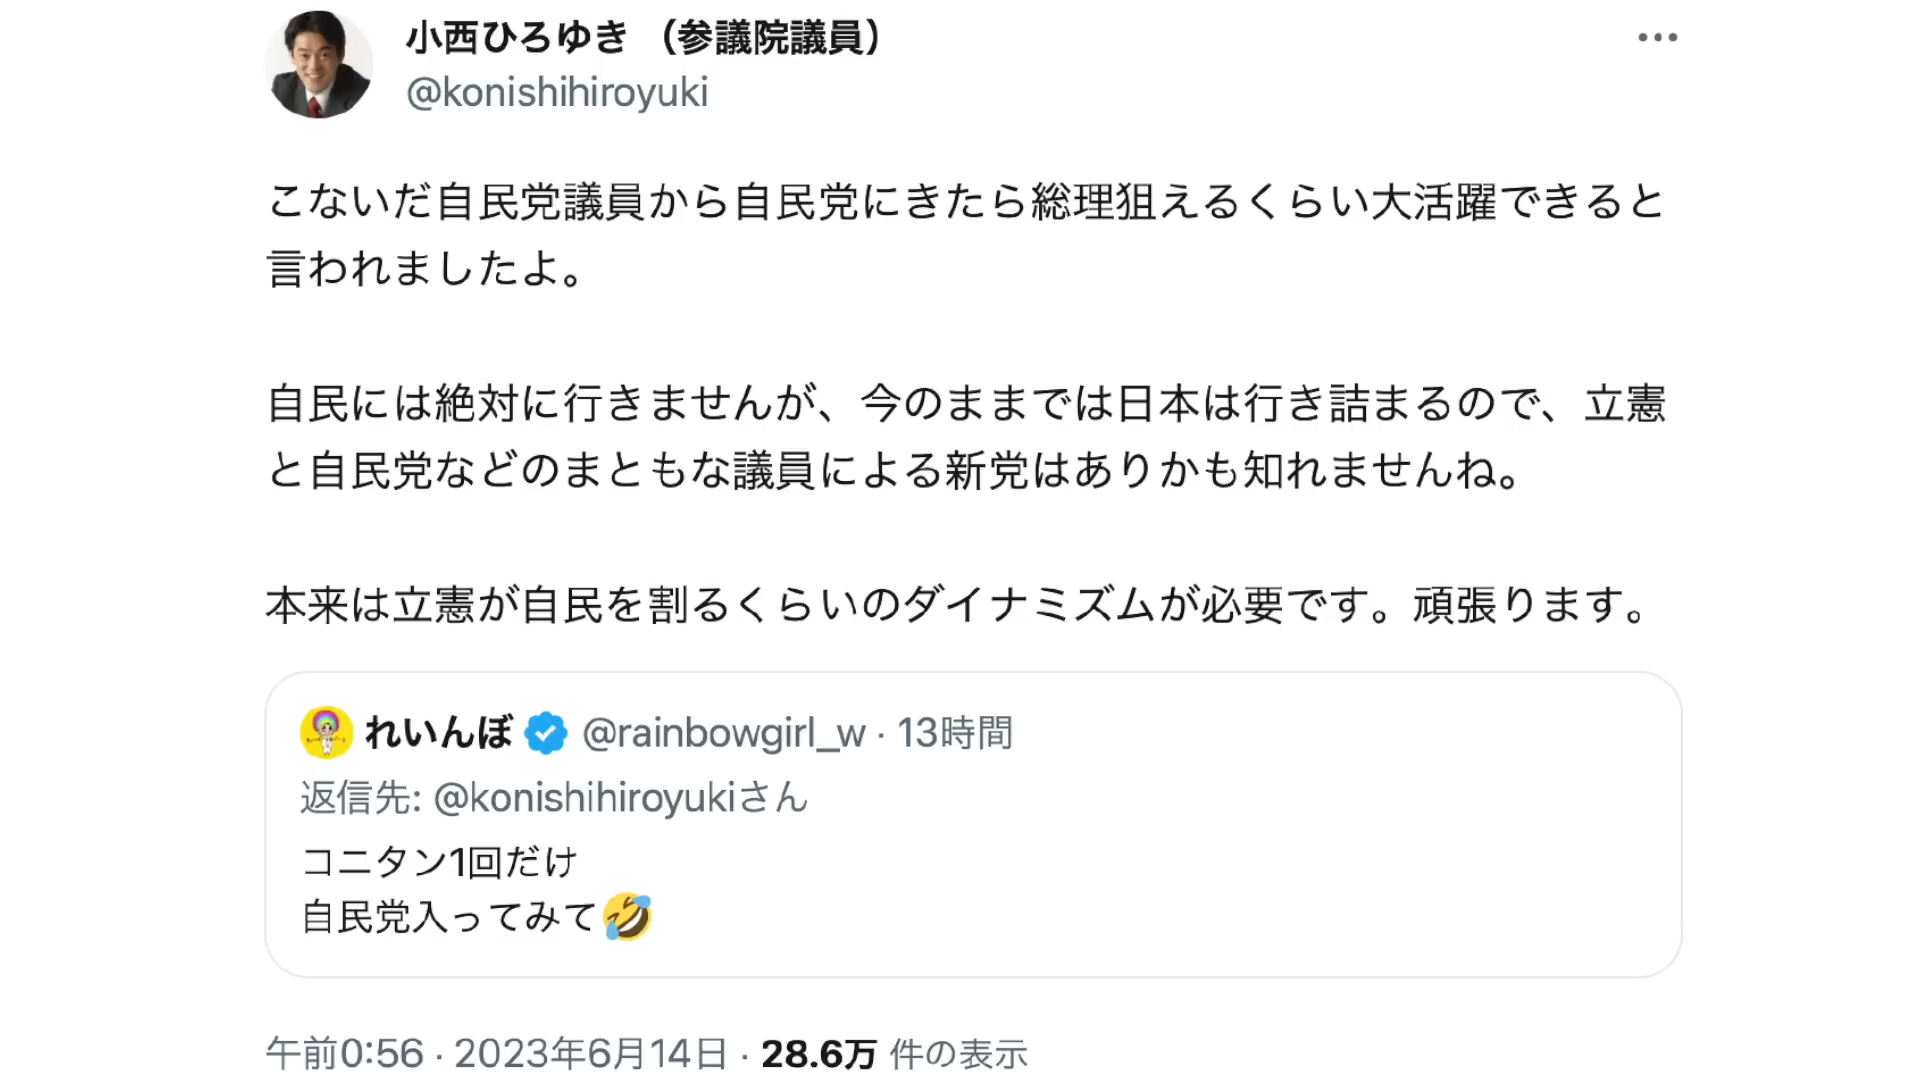 小西ひろゆき （参議院議員）
@konishihiroyuki
こないだ自民党議員から自民党にきたら総理狙えるくらい大活躍できると
言われましたよ。
自民には絶対に行きませんが、今のままでは日本は行き詰まるので、立憲
と自民党などのまともな議員による新党はありかも知れませんね。
本来は立憲が自民を割るくらいのダイナミズムが必要です。頑張ります。
れいんぼ @rainbowgirl_w · 13時間
返信先: @konishihiroyukiさん
コニタン1回だけ
自民党入ってみて🤣
午前0:56 · 2023年6月14日 · 28.6万 件の表示